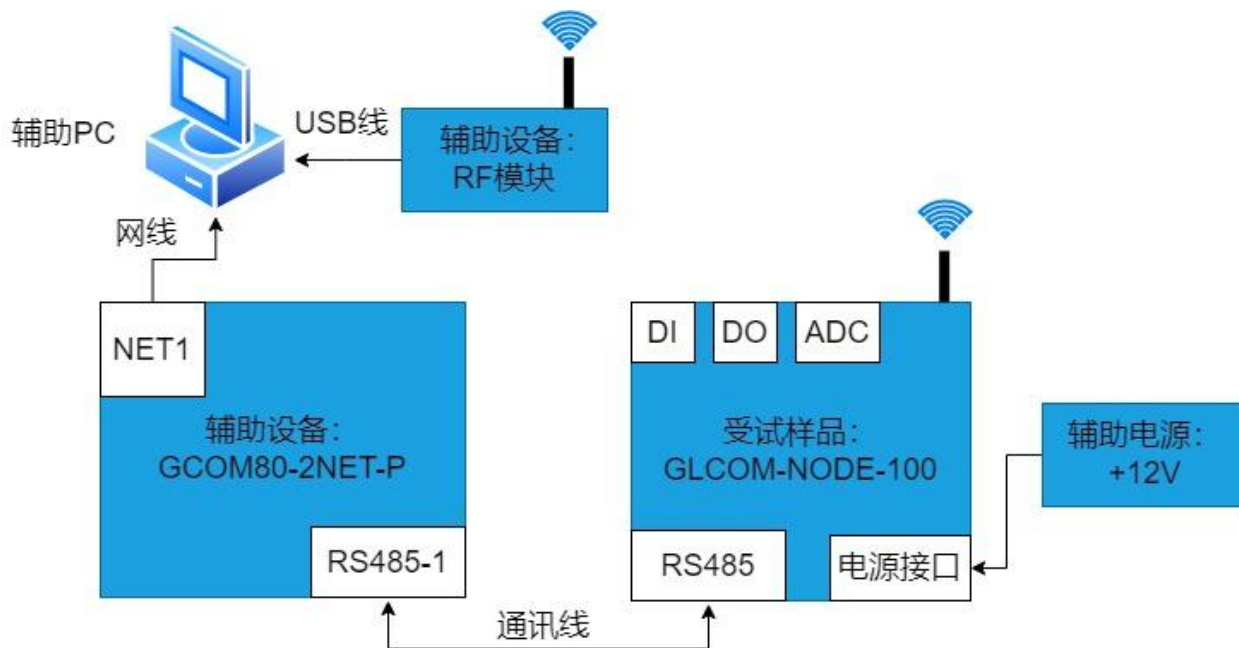 辅助PC
USB线
辅助设备：
RF模块
网线
NET1
辅助设备：
GCOM80-2NET-P
RS485-1
DI
DO
ADC
受试样品：
GLCOM-NODE-100
RS485
电源接口
辅助电源：
+12V
通讯线